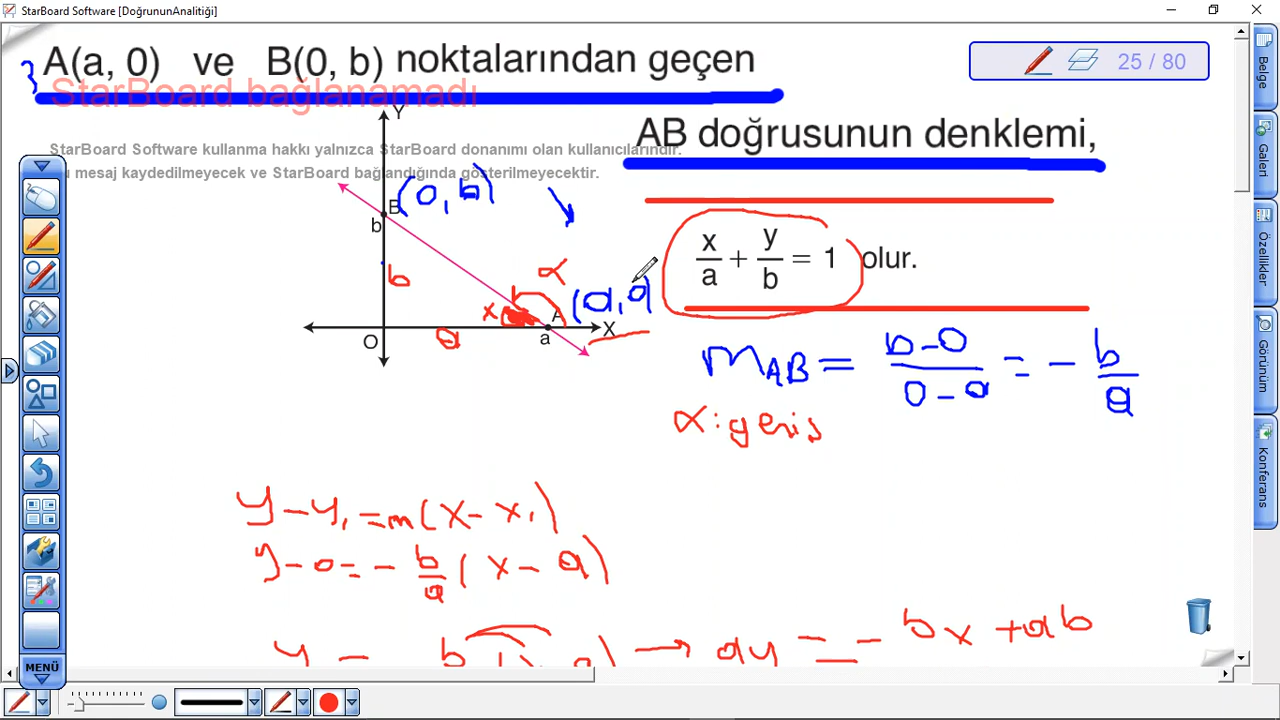 StarBoard Software [DoğrununAnalitiği]
A(a, 0) ve B(0, b) noktalarından geçen
StarBoard bağlanamadı
25 / 80
AB doğrusunun denklemi,
StarBoard Software kullanma hakkı yalnızca StarBoard donanımı olan kullanıcılarındır.
mesaj kaydedilmeyecek ve StarBoard bağlandığında gösterilmeyecektir.
Y
B (0, b)
b
x/a + y/b = 1 olur.
b
α
(a, 0)
x
A
X
O
a
a
m_AB = b-0 / 0-a = - b/a
α: geniş
y - y₁ = m(x - x₁)
y - 0 = - b/a (x - a)
→ ay = - bx + ab
MENÜ
Belge
Galeri
Özellikler
Görünüm
Konferans